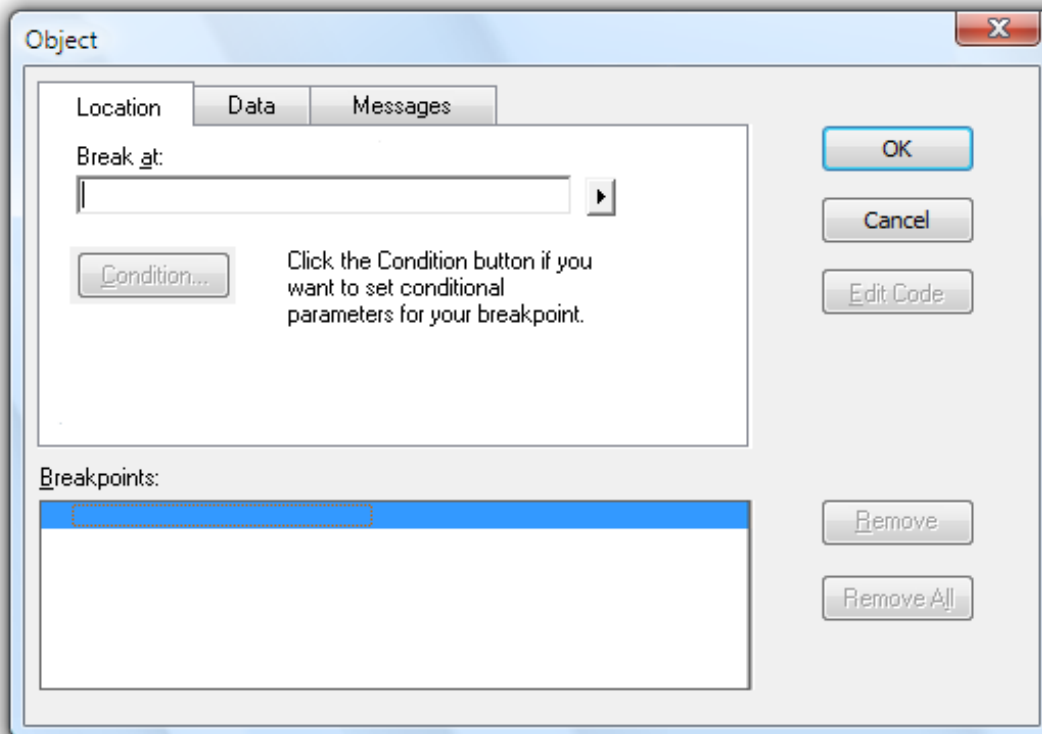 Object
Location Data Messages
Break at:
OK
Cancel
Condition...
Click the Condition button if you
want to set conditional
parameters for your breakpoint.
Edit Code
Breakpoints:
Remove
Remove All